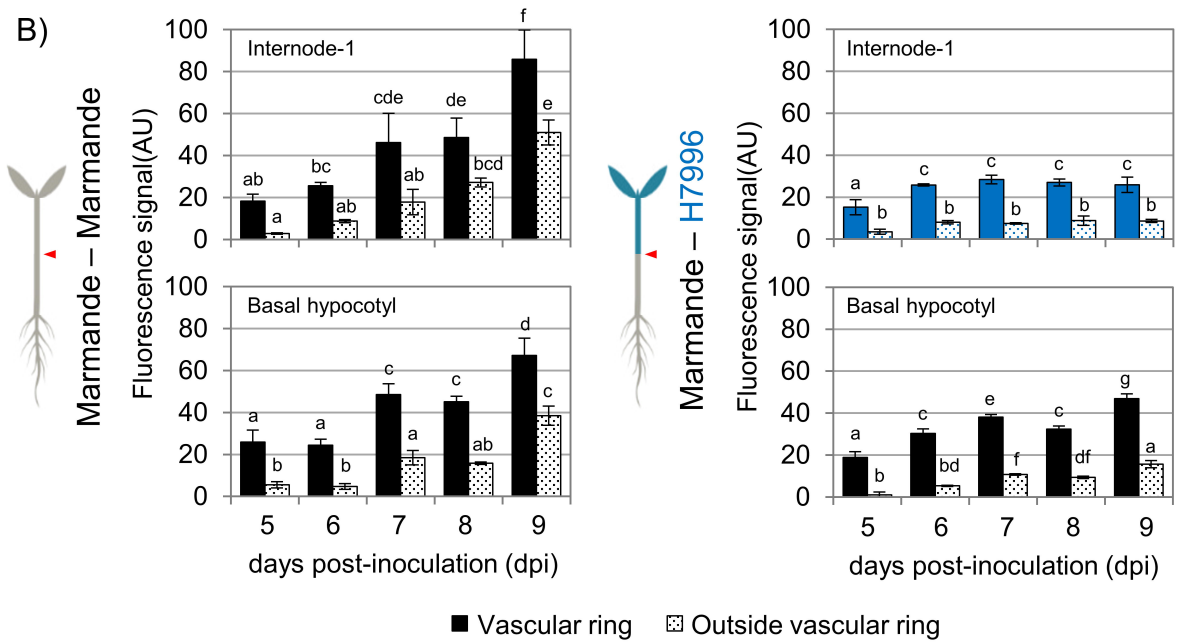 B)
Marmande – Marmande
Fluorescence signal(AU)
100
80
60
40
20
0
Internode-1
ab
a
bc
ab
cde
ab
de
bcd
f
e
100
80
60
40
20
0
Basal hypocotyl
a
b
a
b
c
a
c
ab
d
c
5 6 7 8 9
days post-inoculation (dpi)
Marmande – H7996
Fluorescence signal(AU)
100
80
60
40
20
0
Internode-1
a
b
c
b
c
b
c
b
c
b
100
80
60
40
20
0
Basal hypocotyl
a
b
c
bd
e
f
c
df
g
a
5 6 7 8 9
days post-inoculation (dpi)
Vascular ring Outside vascular ring